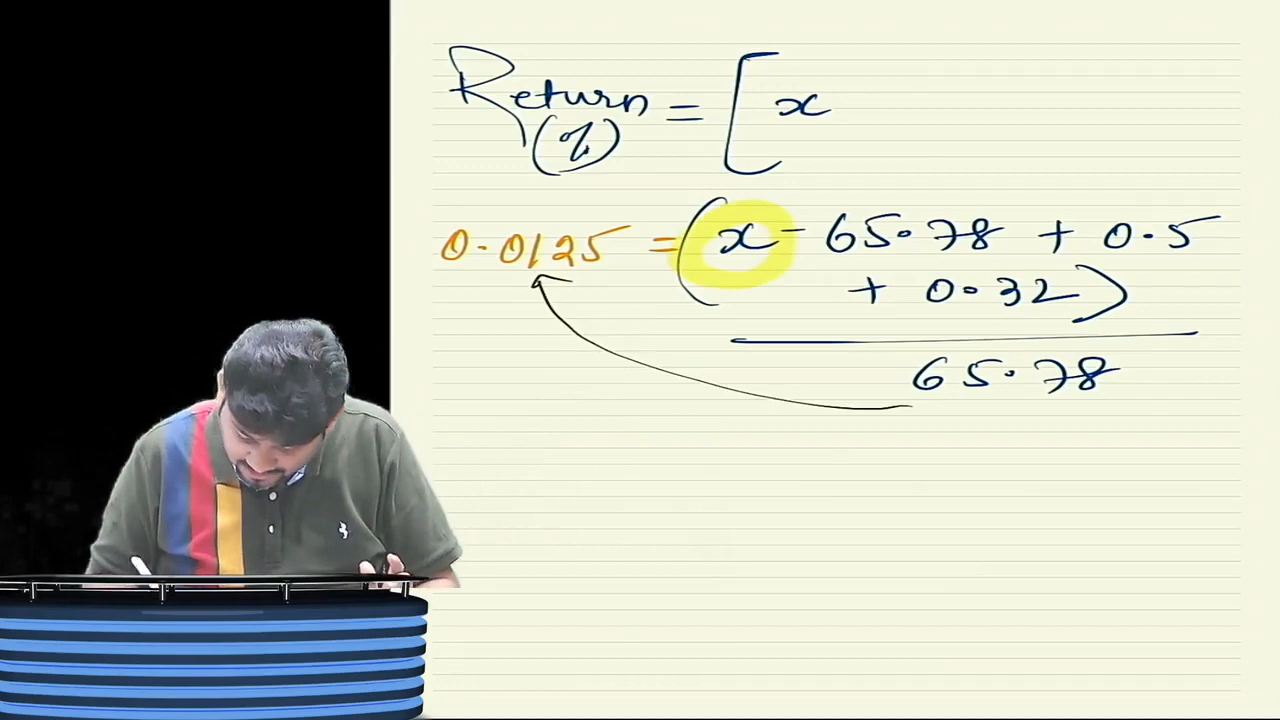 Return = [ x
(%)
0.0125 = (x - 65.78 + 0.5
+ 0.32)
65.78